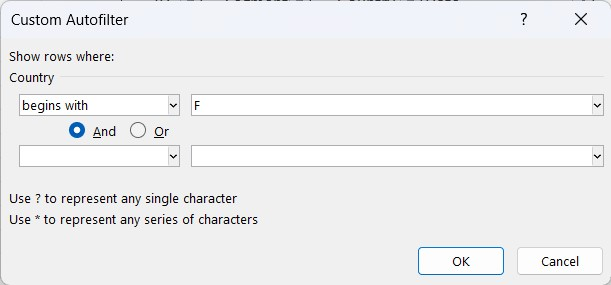 Custom Autofilter ?
Show rows where:
Country
begins with F
And Or
Use ? to represent any single character
Use * to represent any series of characters
OK Cancel